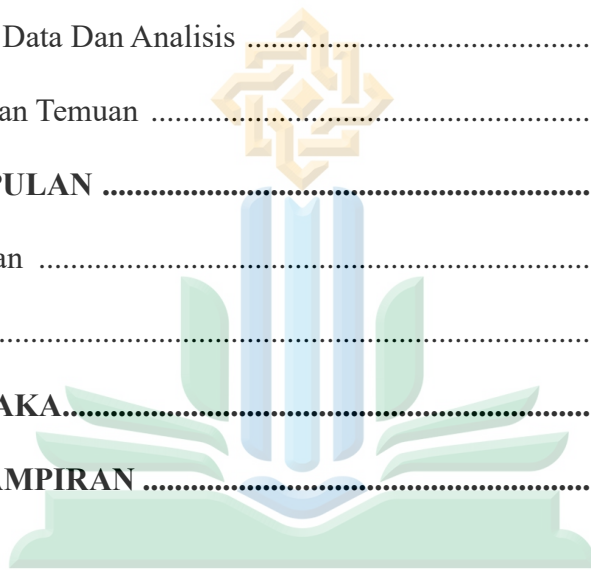 Data Dan Analisis ............................................
an Temuan .......................................................
PULAN .............................................................
an ......................................................................
...........................................................................
AKA..................................................................
AMPIRAN ........................................................